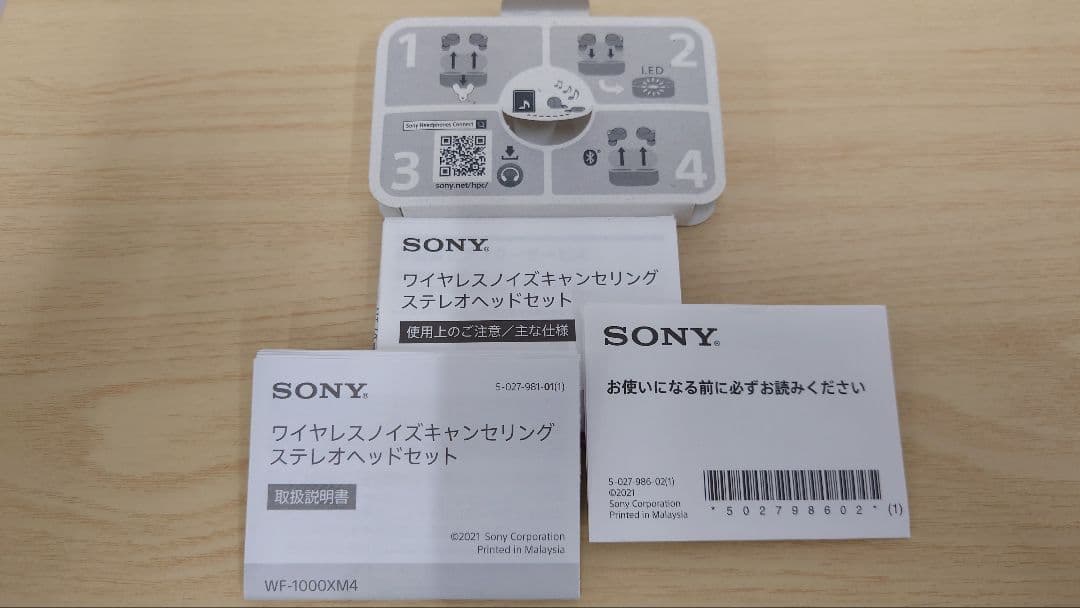 1
2
LED
Sony Headphones Connect
3
sony.net/hpc/
4
SONY®
ワイヤレスノイズキャンセリング
ステレオヘッドセット
使用上のご注意/主な仕様
SONY®
5-027-981-01(1)
ワイヤレスノイズキャンセリング
ステレオヘッドセット
取扱説明書
©2021 Sony Corporation
Printed in Malaysia
WF-1000XM4
SONY®
お使いになる前に必ずお読みください
5-027-986-02(1)
©2021
Sony Corporation
Printed in Malaysia
* 5 0 2 7 9 8 6 0 2 * (1)